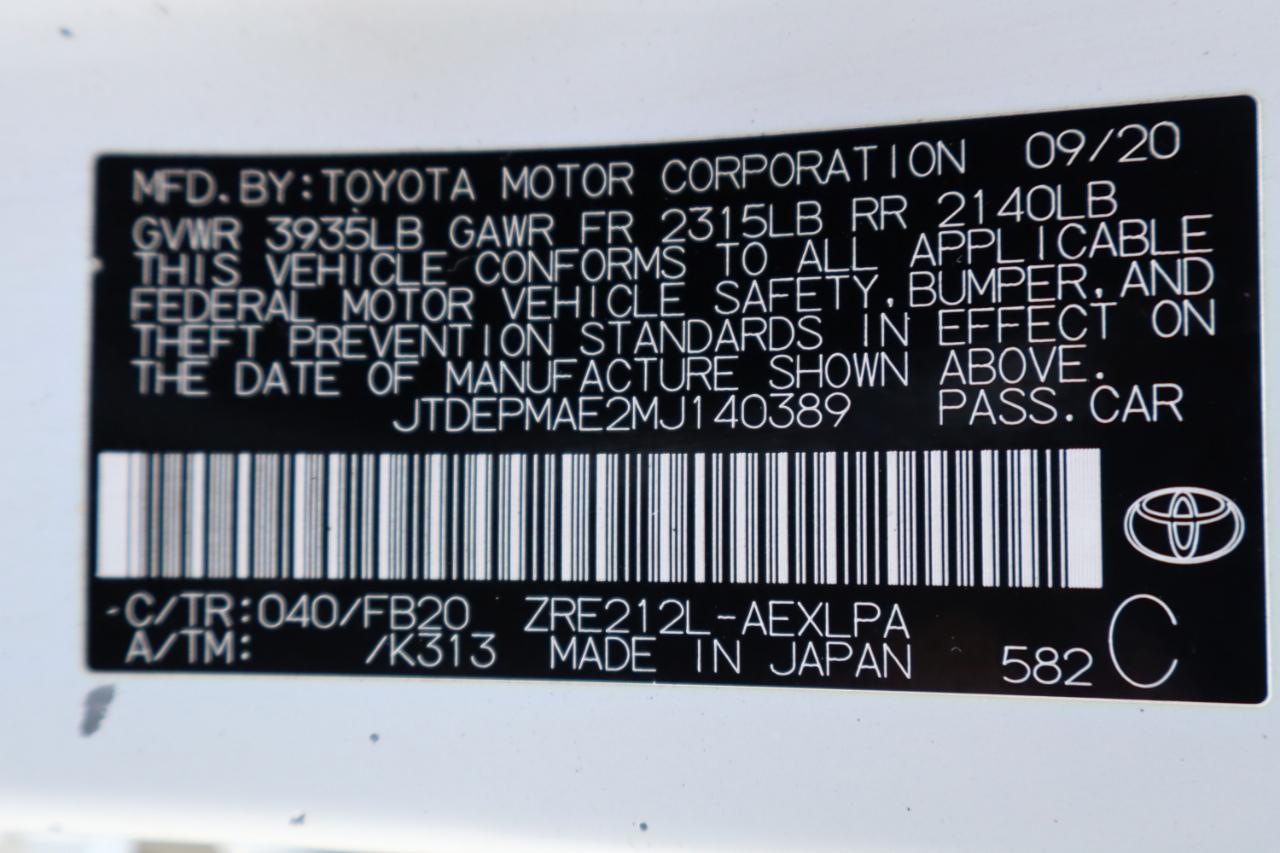 MFD.BY:TOYOTA MOTOR CORPORATION 09/20
GVWR 3935LB GAWR FR 2315LB RR 2140LB
THIS VEHICLE CONFORMS TO ALL APPLICABLE
FEDERAL MOTOR VEHICLE SAFETY,BUMPER,AND
THEFT PREVENTION STANDARDS IN EFFECT ON
THE DATE OF MANUFACTURE SHOWN ABOVE.
JTDEPMAE2MJ140389 PASS.CAR
C/TR:040/FB20 ZRE212L-AEXLPA
A/TM: /K313 MADE IN JAPAN 582 C